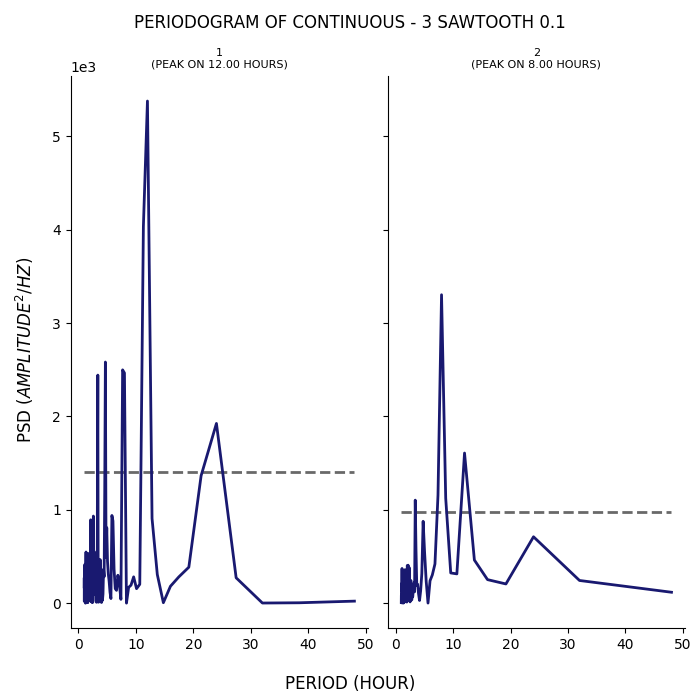 PERIODOGRAM OF CONTINUOUS - 3 SAWTOOTH 0.1
1
(PEAK ON 12.00 HOURS)
2
(PEAK ON 8.00 HOURS)
1e3
5
4
3
2
1
0
PSD (AMPLITUDE²/HZ)
0 10 20 30 40 50
0 10 20 30 40 50
PERIOD (HOUR)